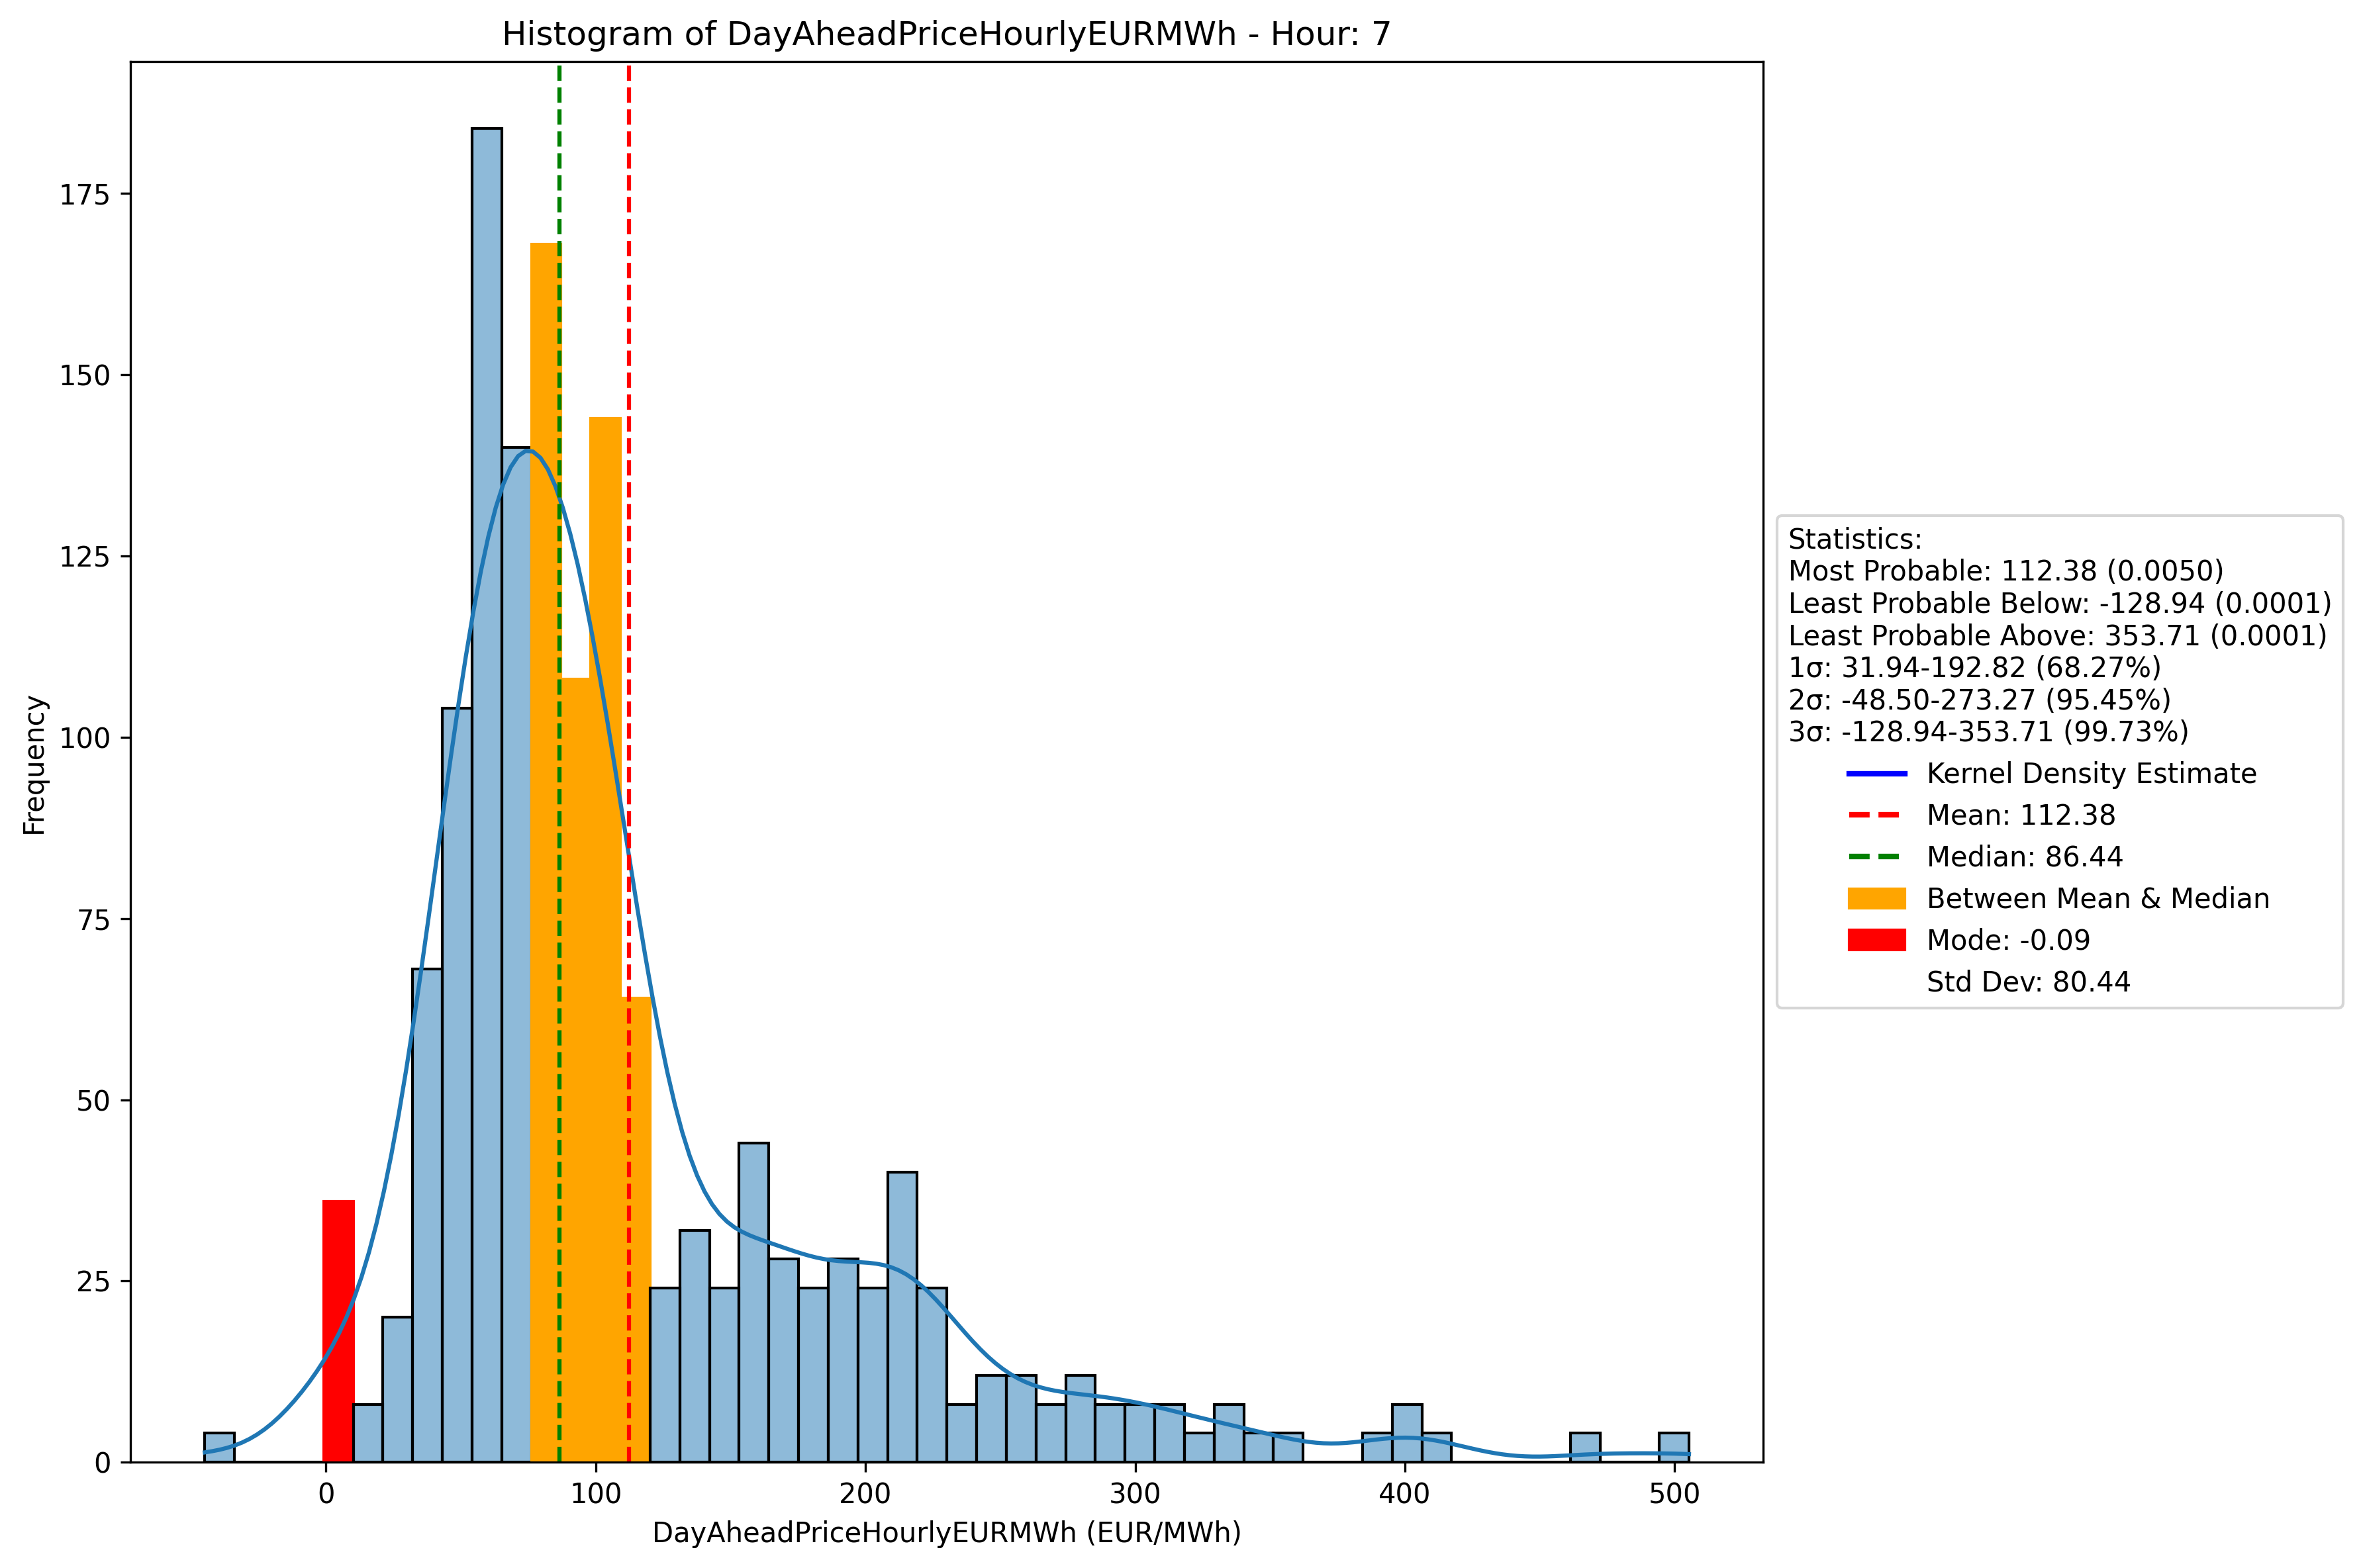 Histogram of DayAheadPriceHourlyEURMWh - Hour: 7
Frequency
175
150
125
100
75
50
25
0
0 100 200 300 400 500
DayAheadPriceHourlyEURMWh (EUR/MWh)
Statistics:
Most Probable: 112.38 (0.0050)
Least Probable Below: -128.94 (0.0001)
Least Probable Above: 353.71 (0.0001)
1σ: 31.94-192.82 (68.27%)
2σ: -48.50-273.27 (95.45%)
3σ: -128.94-353.71 (99.73%)
Kernel Density Estimate
Mean: 112.38
Median: 86.44
Between Mean & Median
Mode: -0.09
Std Dev: 80.44